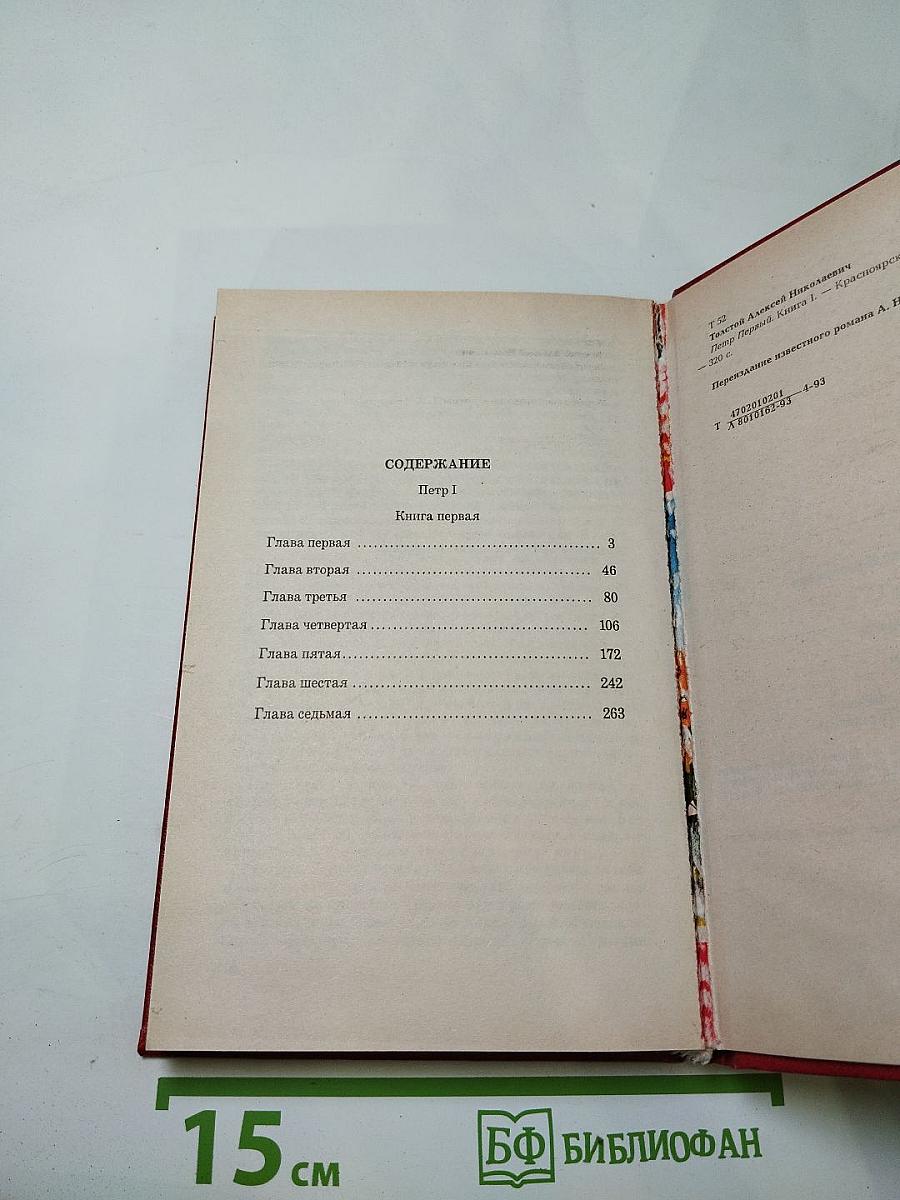 СОДЕРЖАНИЕ
Петр I
Книга первая
Глава первая ............................................. 3
Глава вторая ............................................ 46
Глава третья ............................................ 80
Глава четвертая ........................................ 106
Глава пятая .............................................. 172
Глава шестая ............................................ 242
Глава седьмая ........................................... 263
Т 52
Толстой Алексей Николаевич
Петр Первый. Книга I. — Красноярск
— 320 с.
Переиздание известного романа А. Н
Т 4702010201 4-93
Л 8010162-93
15 см
БФ БИБЛИОФАН